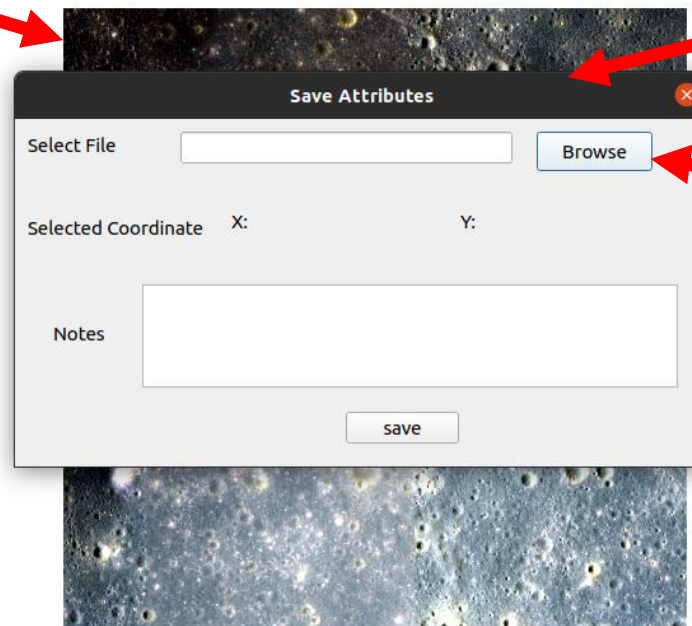 Save Attributes
Select File Browse
Selected Coordinate X: Y:
Notes
save